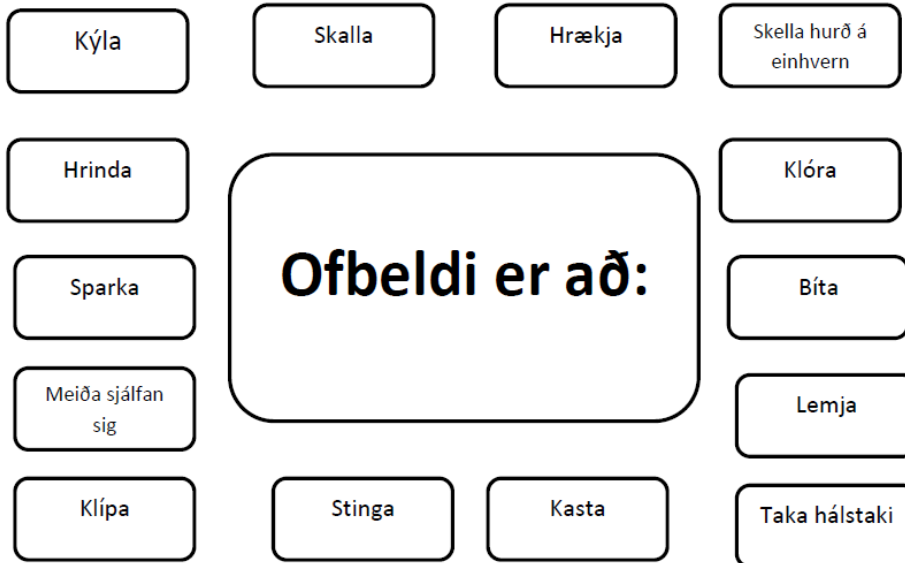 Kýla
Skalla
Hrækja
Skella hurð á
einhvern
Hrinda
Klóra
Ofbeldi er að:
Sparka
Bíta
Meiða sjálfan
sig
Lemja
Klípa
Stinga
Kasta
Taka hálstaki